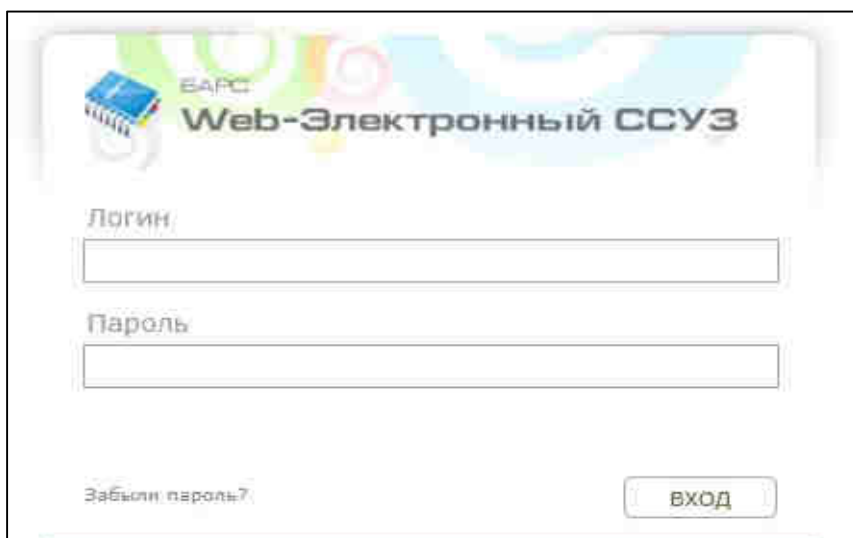 БАРС
Web-Электронный ССУЗ
Логин
Пароль
Забыли пароль?
ВХОД